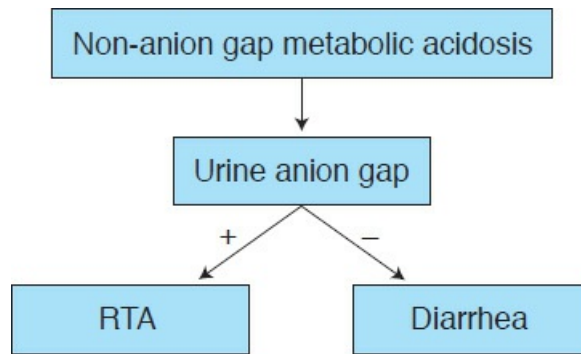 Non-anion gap metabolic acidosis
Urine anion gap
+ –
RTA Diarrhea